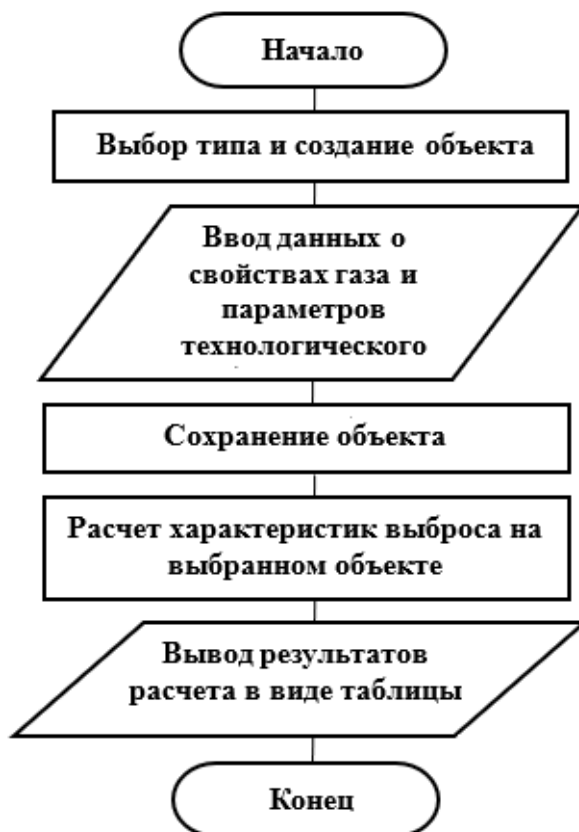 Начало
Выбор типа и создание объекта
Ввод данных о
свойствах газа и
параметров
технологического
Сохранение объекта
Расчет характеристик выброса на
выбранном объекте
Вывод результатов
расчета в виде таблицы
Конец